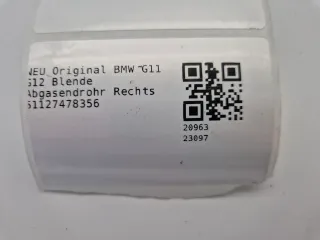 NEU Original BMW G11
G12 Blende
Abgasendrohr Rechts
51127478356
20963
23097